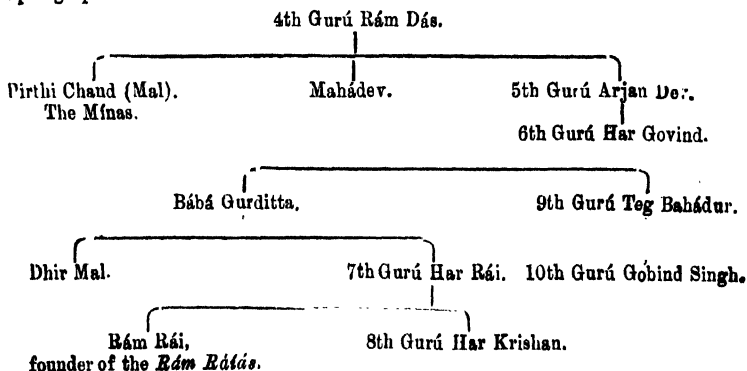 4th Gurú Rám Dás.
Pirthi Chand (Mal). Mahádev. 5th Gurú Arjan
The Mínas.
6th Gurú Har Govind.
Bábá Gurditta. 9th Gurú Teg Bahádur.
Dhir Mal. 7th Gurú Har Rái. 10th Gurú Gobind Singh.
Rám Rái, 8th Gurú Har Krishan.
founder of the Rám Ráiás.